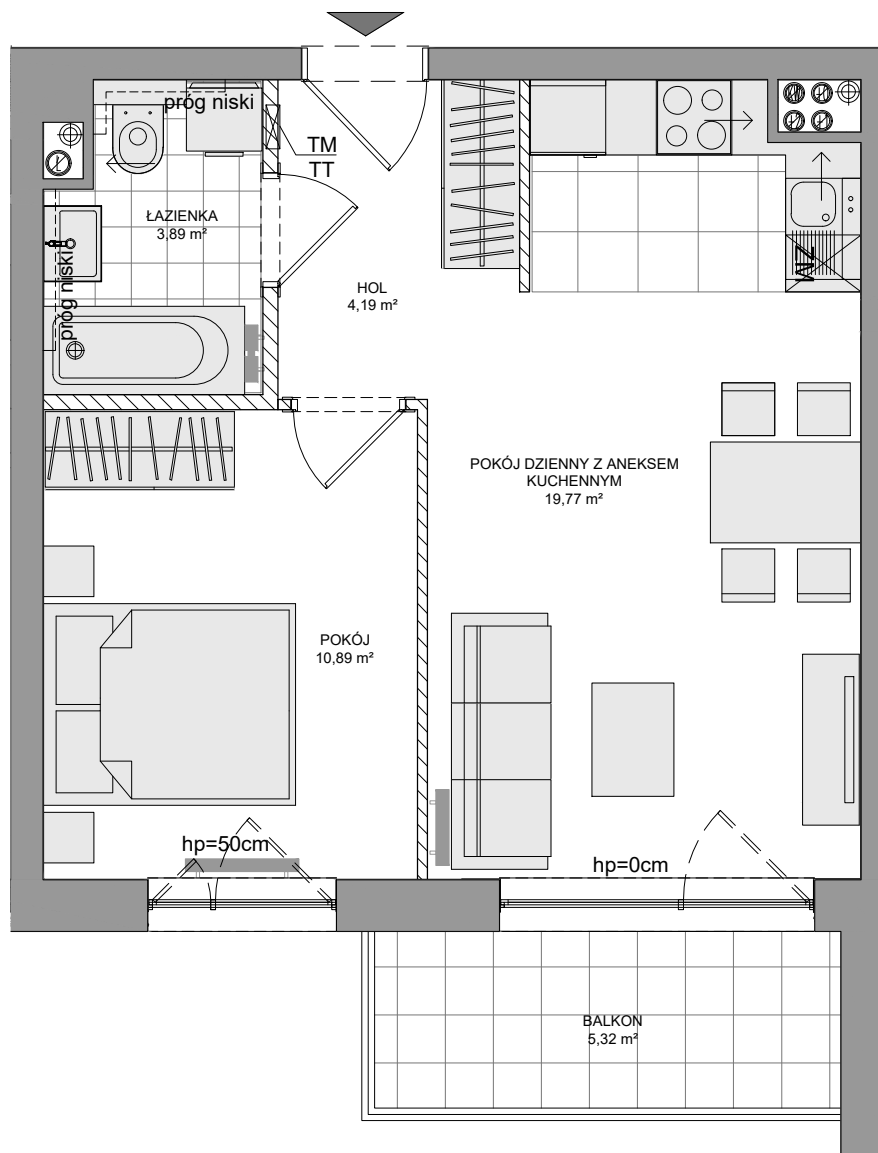 próg niski
TM
TT
ŁAZIENKA
3,89 m²
próg niski
HOL
4,19 m²
ZM
POKÓJ DZIENNY Z ANEKSEM
KUCHENNYM
19,77 m²
POKÓJ
10,89 m²
hp=50cm
hp=0cm
BALKON
5,32 m²